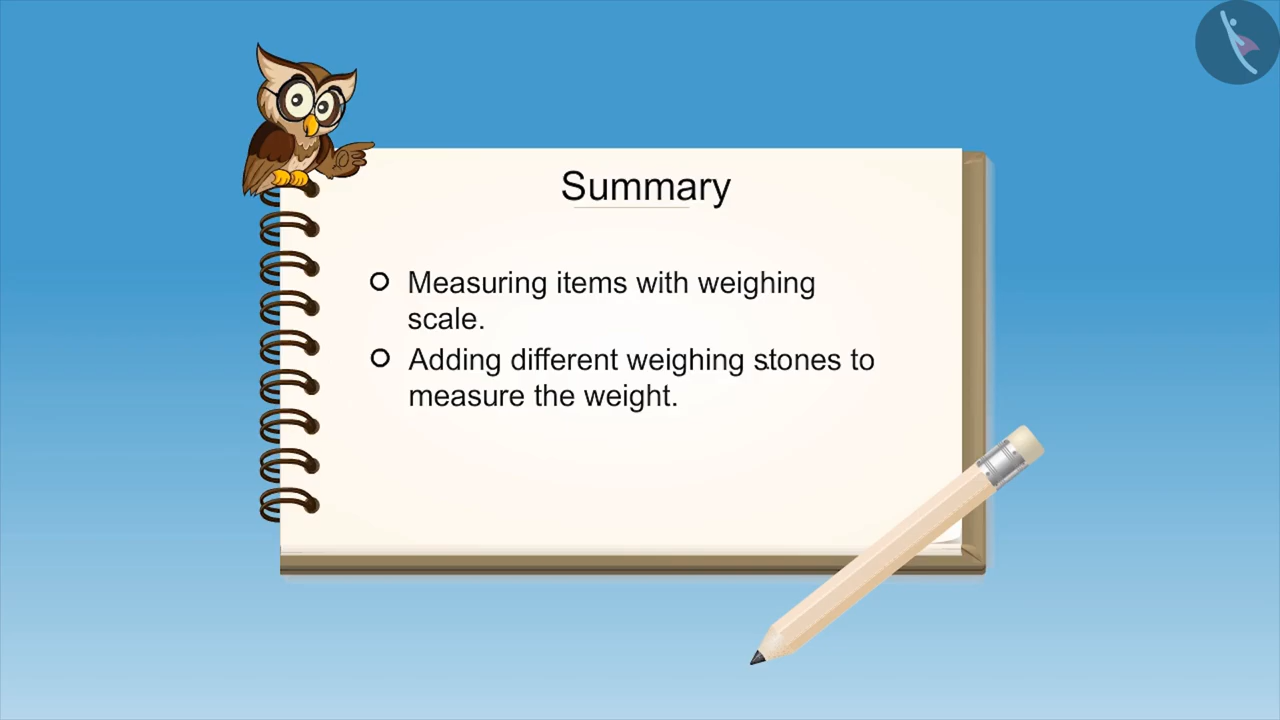 Summary
Measuring items with weighing
scale.
Adding different weighing stones to
measure the weight.